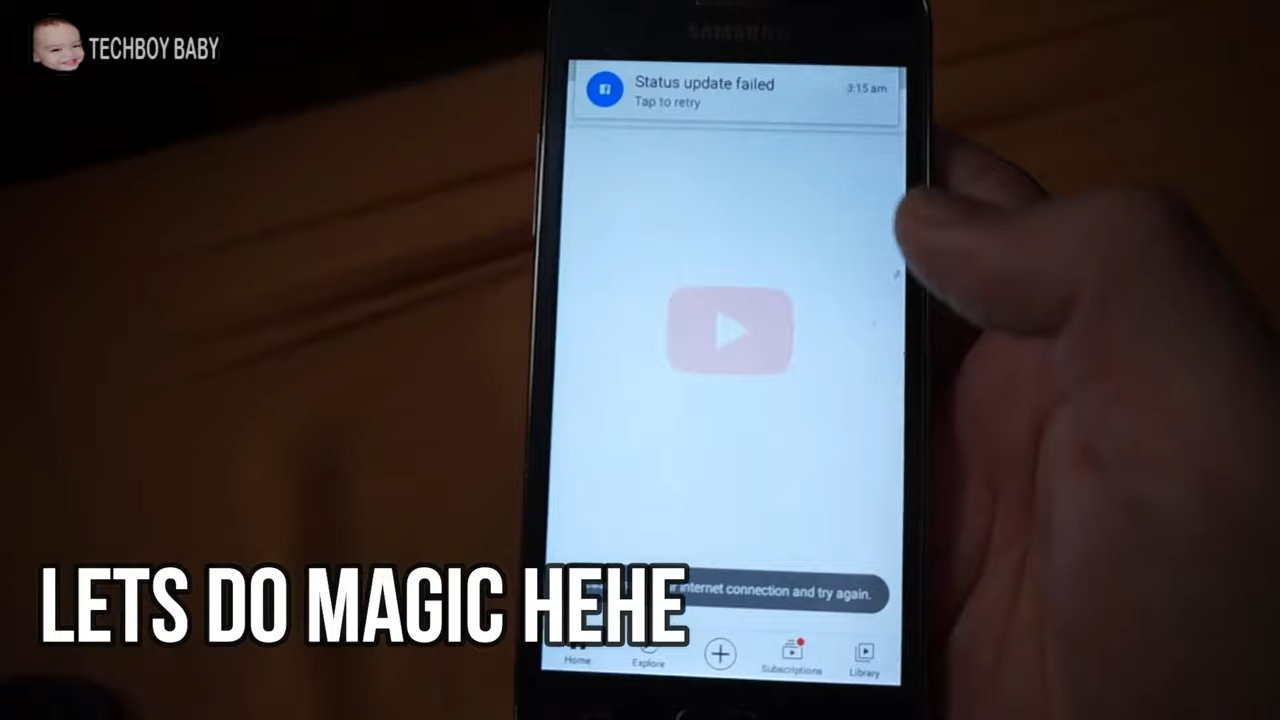 TECHBOY BABY
SAMSUNG
Status update failed
3:15 am
Tap to retry
internet connection and try again.
LETS DO MAGIC HEHE
Home
Explore
Subscriptions
Library